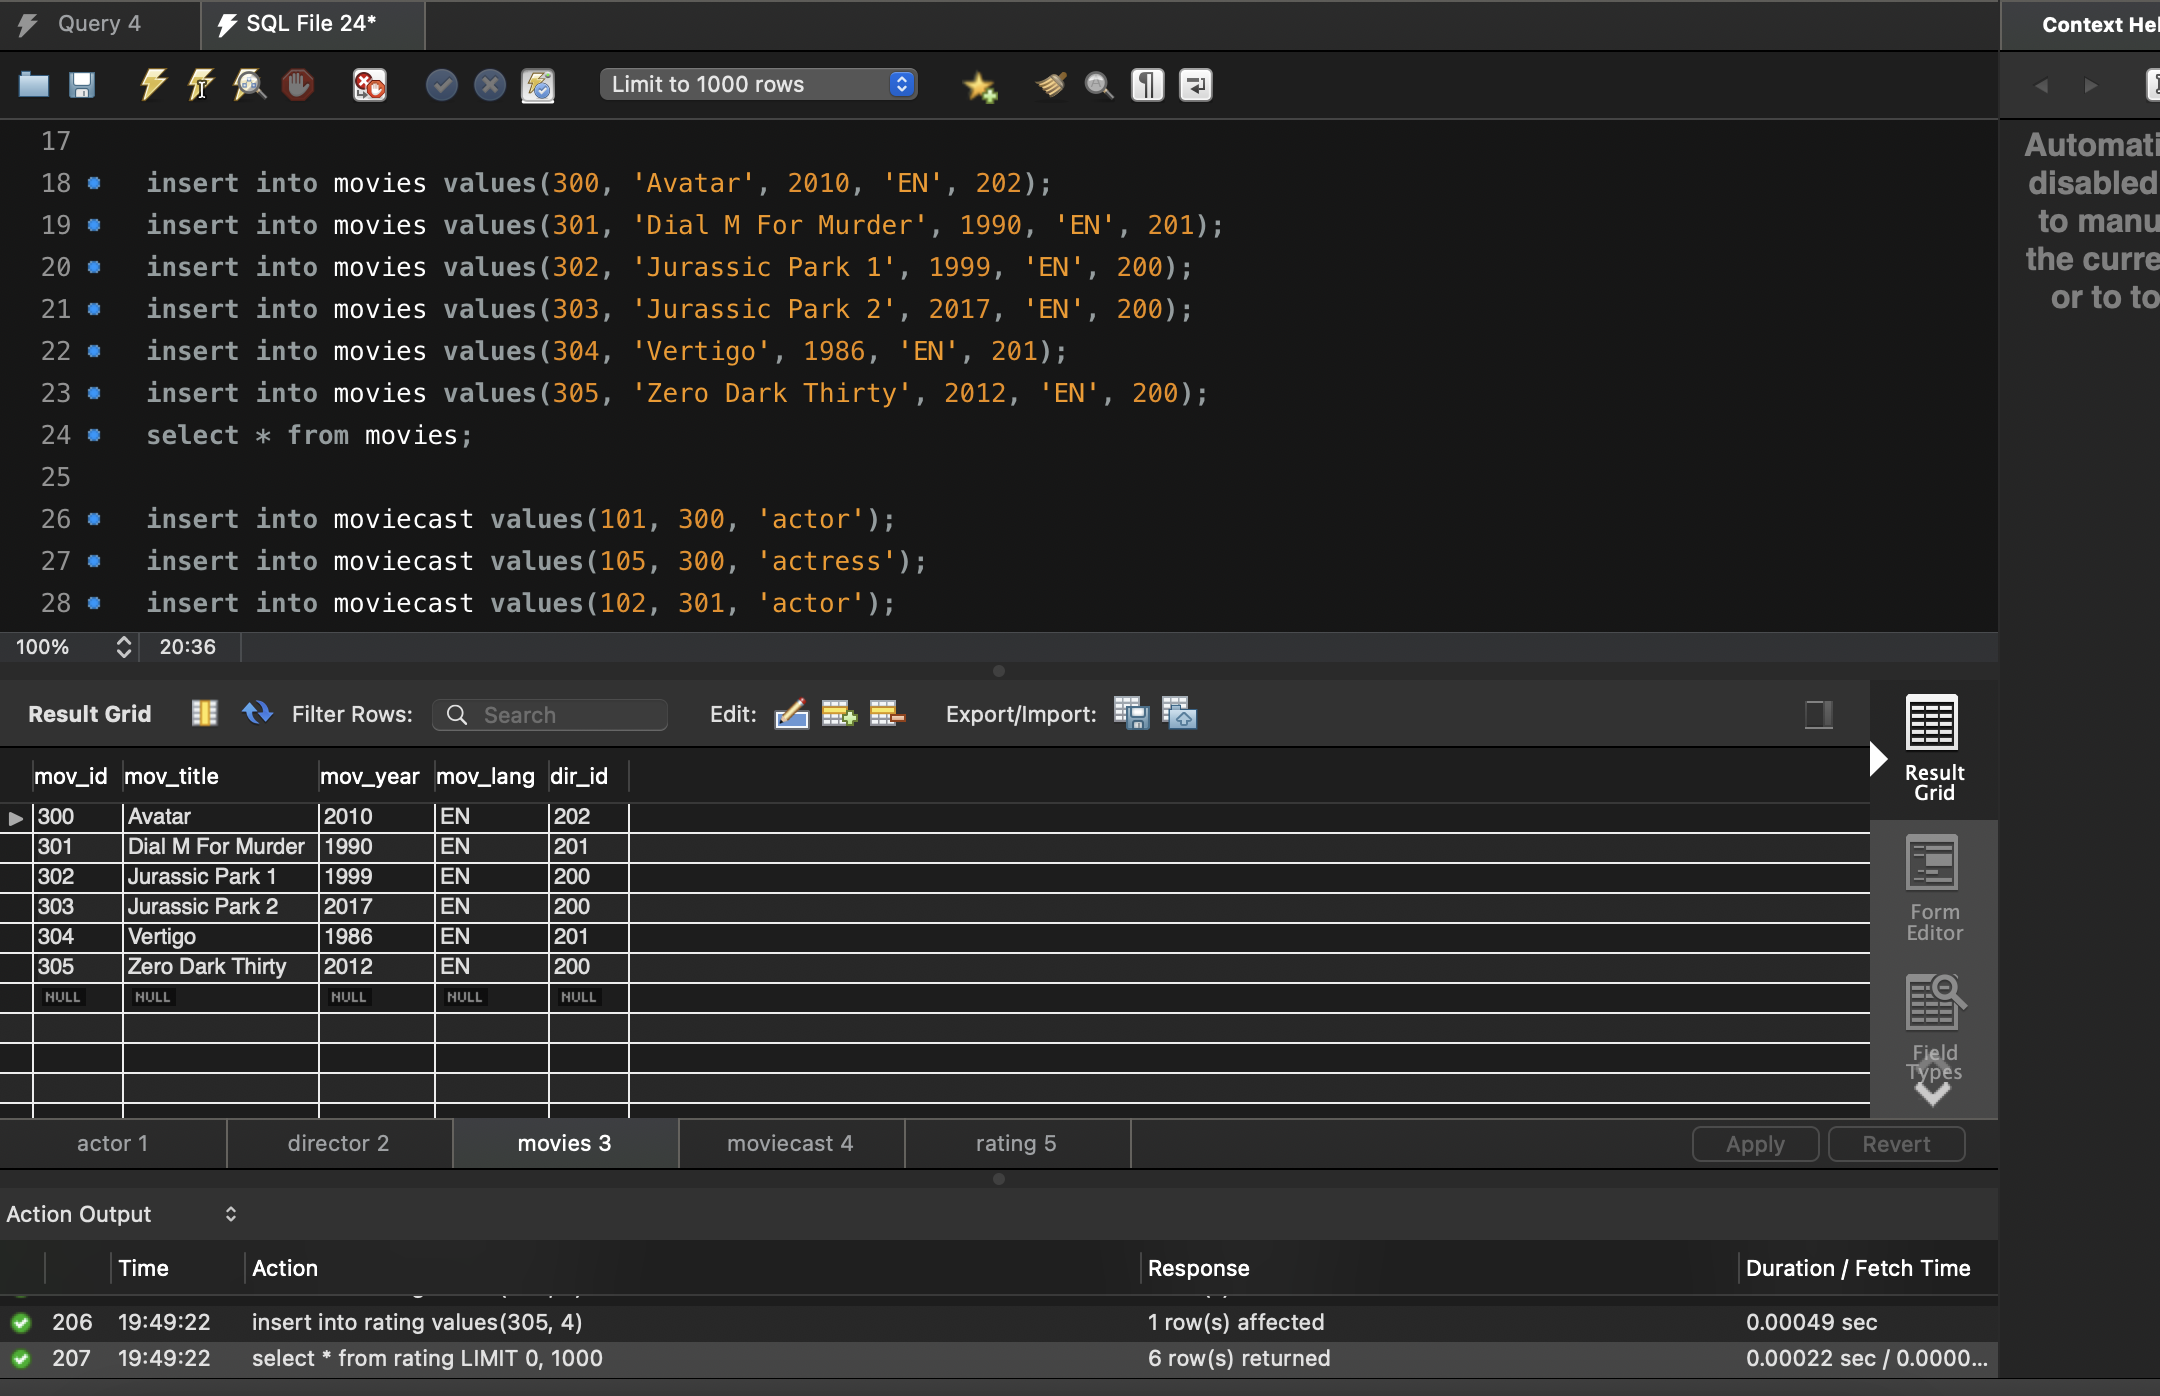 Query 4
SQL File 24*
Context Hel
Limit to 1000 rows
Automati
disabled
to manu
the curre
or to to
17
18 insert into movies values(300, 'Avatar', 2010, 'EN', 202);
19 insert into movies values(301, 'Dial M For Murder', 1990, 'EN', 201);
20 insert into movies values(302, 'Jurassic Park 1', 1999, 'EN', 200);
21 insert into movies values(303, 'Jurassic Park 2', 2017, 'EN', 200);
22 insert into movies values(304, 'Vertigo', 1986, 'EN', 201);
23 insert into movies values(305, 'Zero Dark Thirty', 2012, 'EN', 200);
24 select * from movies;
25
26 insert into moviecast values(101, 300, 'actor');
27 insert into moviecast values(105, 300, 'actress');
28 insert into moviecast values(102, 301, 'actor');
100% 20:36
Result Grid Filter Rows: Search Edit: Export/Import:
mov_id mov_title mov_year mov_lang dir_id
300 Avatar 2010 EN 202
301 Dial M For Murder 1990 EN 201
302 Jurassic Park 1 1999 EN 200
303 Jurassic Park 2 2017 EN 200
304 Vertigo 1986 EN 201
305 Zero Dark Thirty 2012 EN 200
NULL NULL NULL NULL NULL
Result
Grid
Form
Editor
Field
Types
actor 1 director 2 movies 3 moviecast 4 rating 5 Apply Revert
Action Output
Time Action Response Duration / Fetch Time
206 19:49:22 insert into rating values(305, 4) 1 row(s) affected 0.00049 sec
207 19:49:22 select * from rating LIMIT 0, 1000 6 row(s) returned 0.00022 sec / 0.0000...